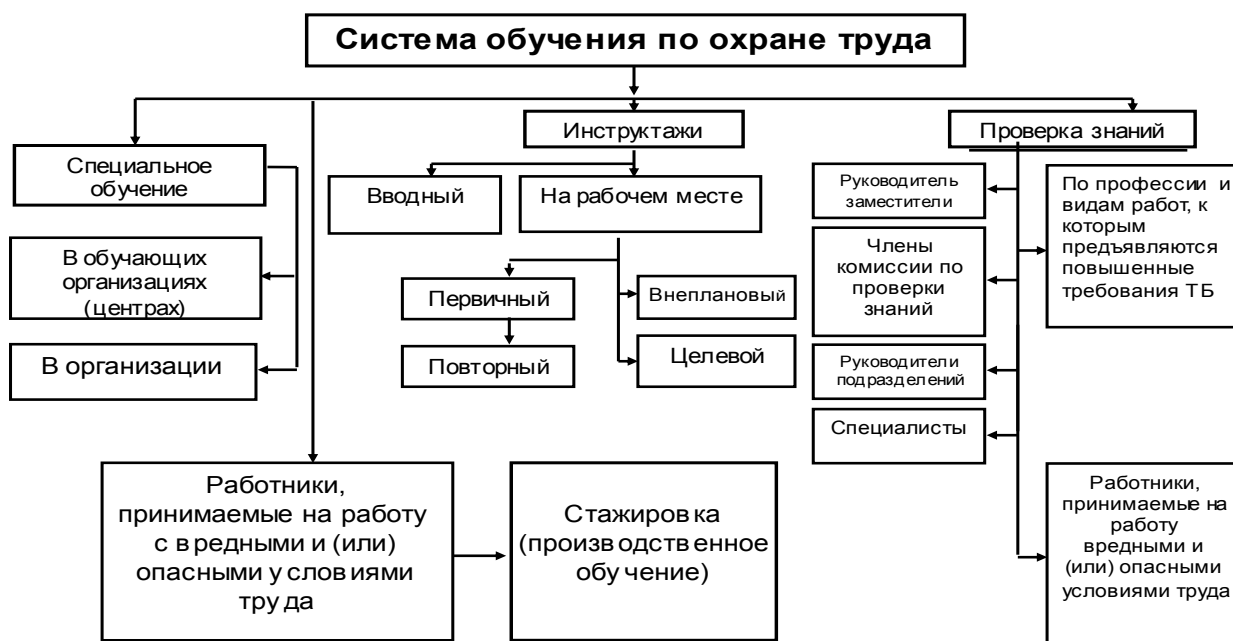 Система обучения по охране труда
Инструктажи
Проверка знаний
Специальное
обучение
Вводный
На рабочем месте
Руководитель
заместители
По профессии и
видам работ, к
которым
предъявляются
повышенные
требования ТБ
В обучающих
организациях
(центрах)
Члены
комиссии по
проверки
знаний
Первичный
Внеплановый
В организации
Повторный
Целевой
Руководители
подразделений
Специалисты
Работники,
принимаемые на работу
с вредными и (или)
опасными условиями
труда
Стажировка
(производственное
обучение)
Работники,
принимаемые на
работу
вредными и
(или) опасными
условиями труда